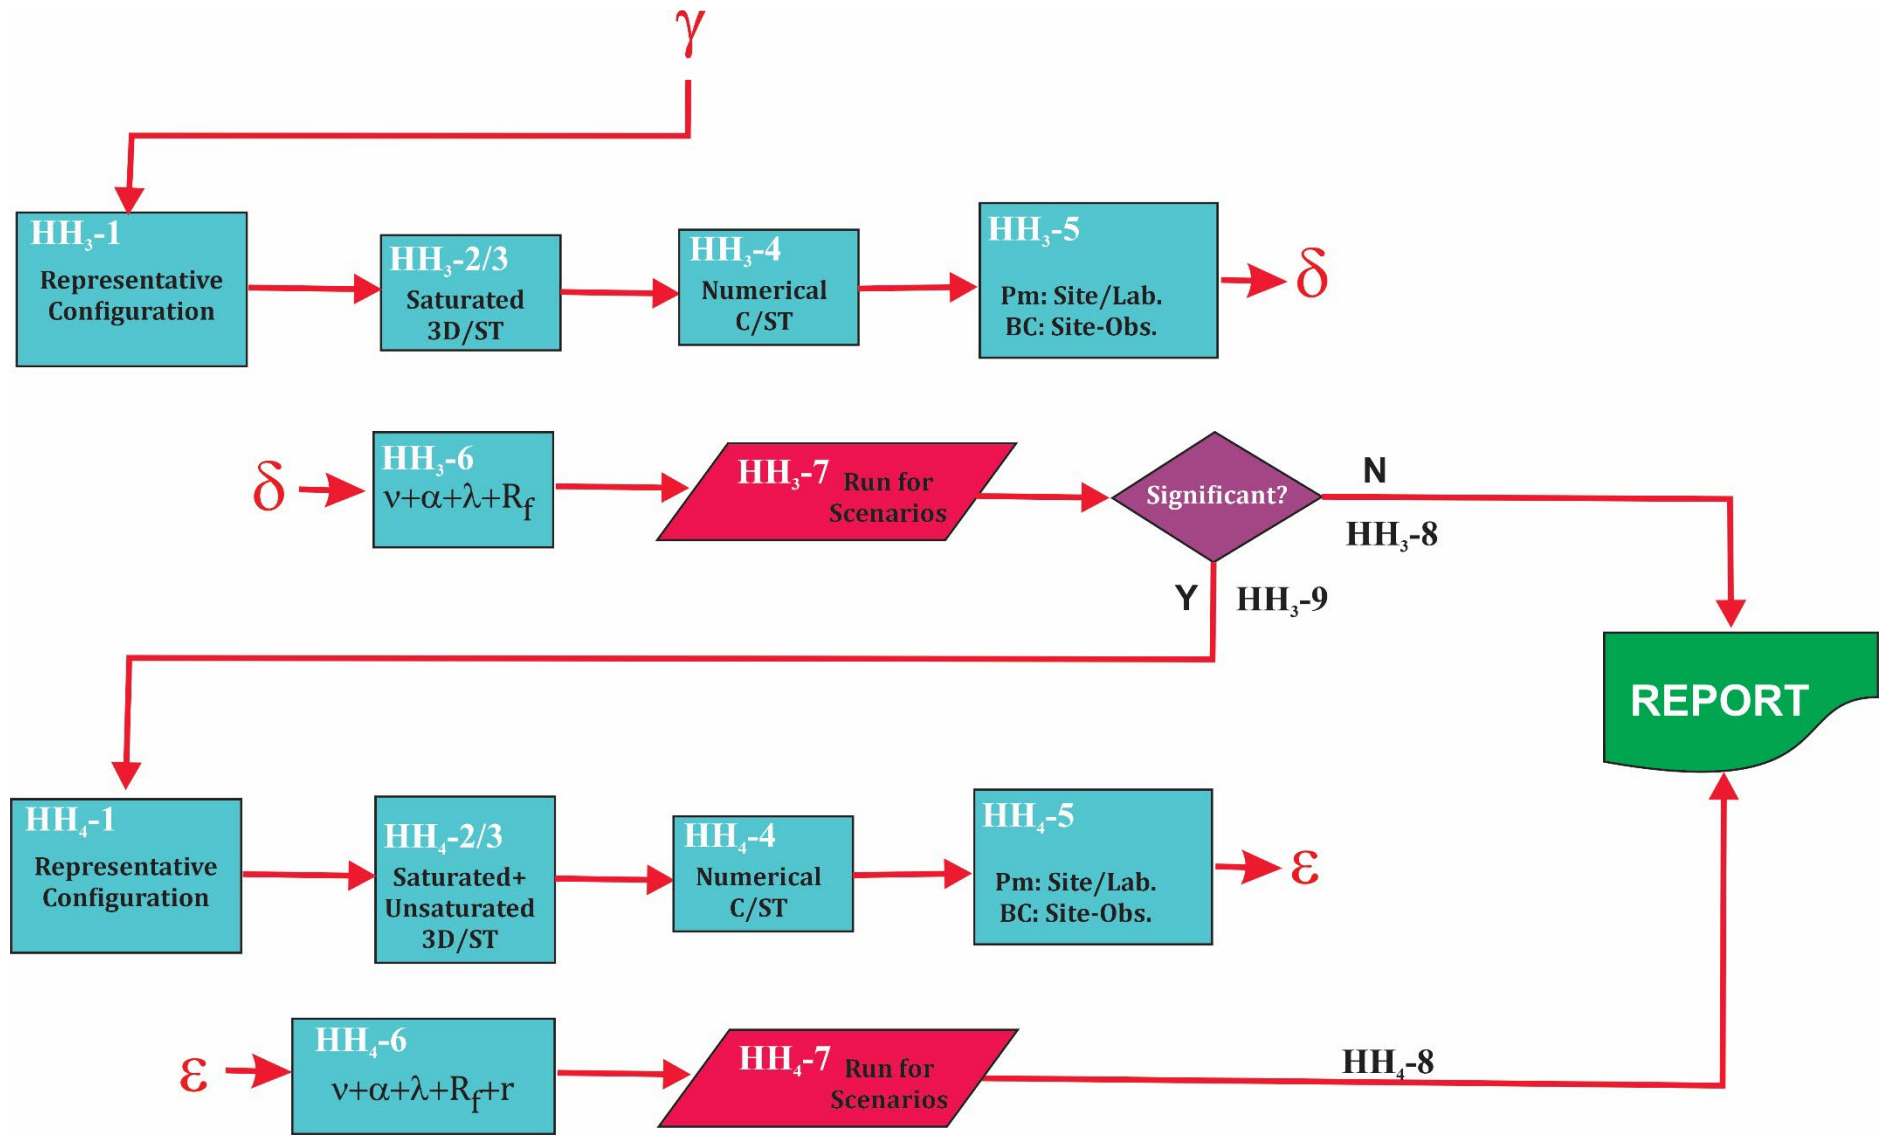 γ
HH₃-1
Representative
Configuration
HH₃-2/3
Saturated
3D/ST
HH₃-4
Numerical
C/ST
HH₃-5
Pm: Site/Lab.
BC: Site-Obs.
δ
δ
HH₃-6
ν+α+λ+R_f
HH₃-7
Run for
Scenarios
Significant?
N
HH₃-8
Y
HH₃-9
REPORT
HH₄-1
Representative
Configuration
HH₄-2/3
Saturated+
Unsaturated
3D/ST
HH₄-4
Numerical
C/ST
HH₄-5
Pm: Site/Lab.
BC: Site-Obs.
ε
ε
HH₄-6
ν+α+λ+R_f+r
HH₄-7
Run for
Scenarios
HH₄-8